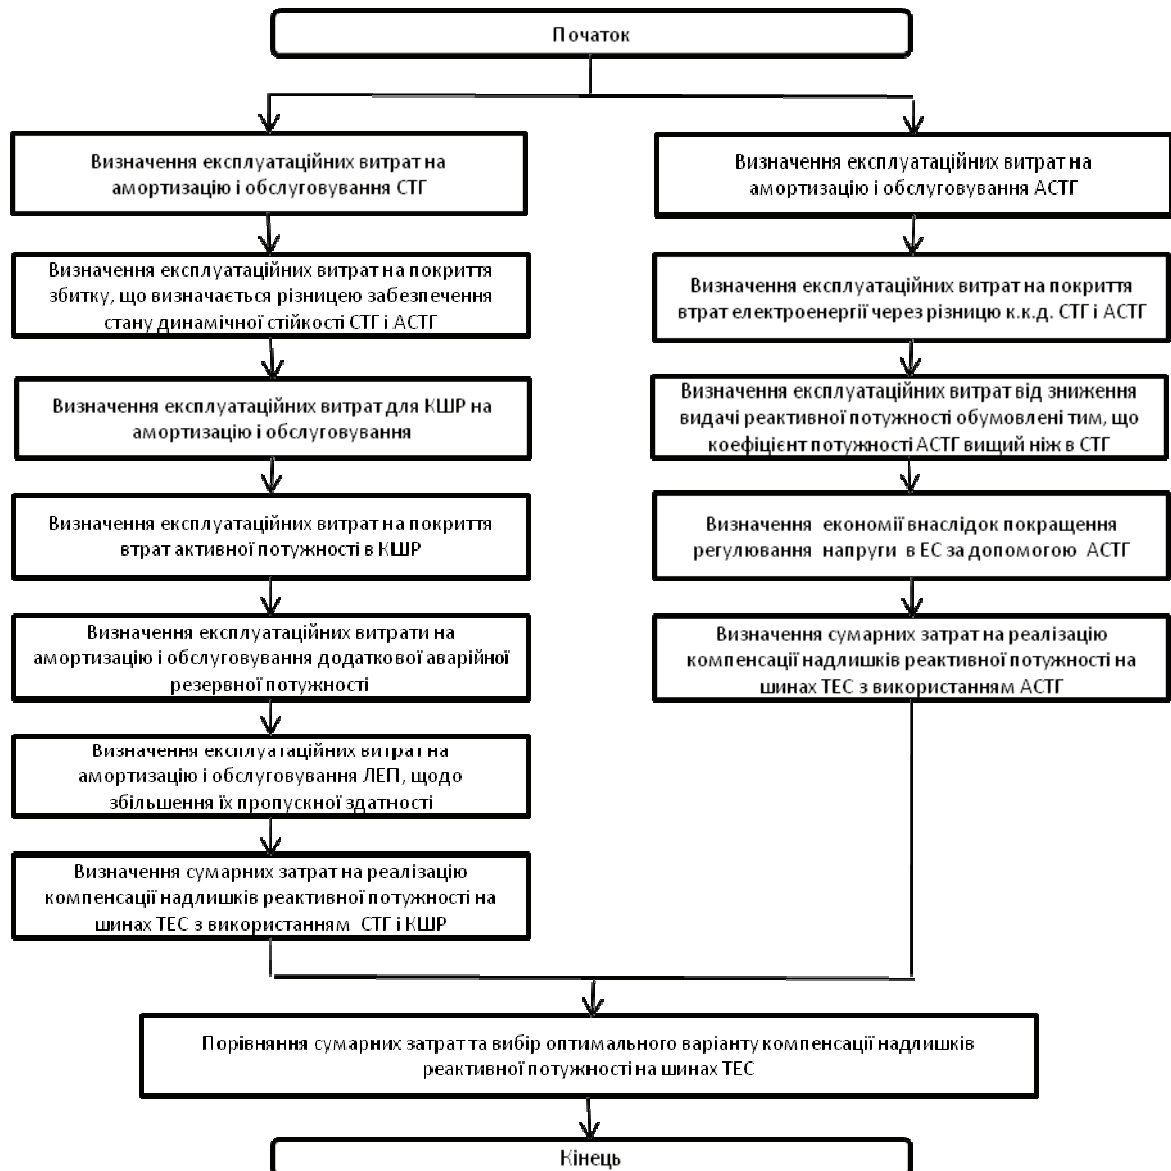 Початок
Визначення експлуатаційних витрат на
амортизацію і обслуговування СТГ
Визначення експлуатаційних витрат на покриття
збитку, що визначається різницею забезпечення
стану динамічної стійкості СТГ і АСТГ
Визначення експлуатаційних витрат для КШР на
амортизацію і обслуговування
Визначення експлуатаційних витрат на покриття
втрат активної потужності в КШР
Визначення експлуатаційних витрати на
амортизацію і обслуговування додаткової аварійної
резервної потужності
Визначення експлуатаційних витрат на
амортизацію і обслуговування ЛЕП, щодо
збільшення їх пропускної здатності
Визначення сумарних затрат на реалізацію
компенсації надлишків реактивної потужності на
шинах ТЕС з використанням СТГ і КШР
Визначення експлуатаційних витрат на
амортизацію і обслуговування АСТГ
Визначення експлуатаційних витрат на покриття
втрат електроенергії через різницю к.к.д. СТГ і АСТГ
Визначення експлуатаційних витрат від зниження
видачі реактивної потужності обумовлені тим, що
коефіцієнт потужності АСТГ вищий ніж в СТГ
Визначення економії внаслідок покращення
регулювання напруги в ЕС за допомогою АСТГ
Визначення сумарних затрат на реалізацію
компенсації надлишків реактивної потужності на
шинах ТЕС з використанням АСТГ
Порівняння сумарних затрат та вибір оптимального варіанту компенсації надлишків
реактивної потужності на шинах ТЕС
Кінець